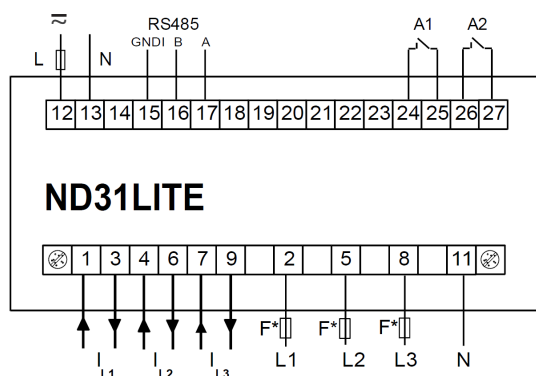 RS485
GNDI B A
A1 A2
L N
12 13 14 15 16 17 18 19 20 21 22 23 24 25 26 27
ND31LITE
1 3 4 6 7 9 2 5 8 11
F* F* F*
I L1 I L2 I L3 L1 L2 L3 N